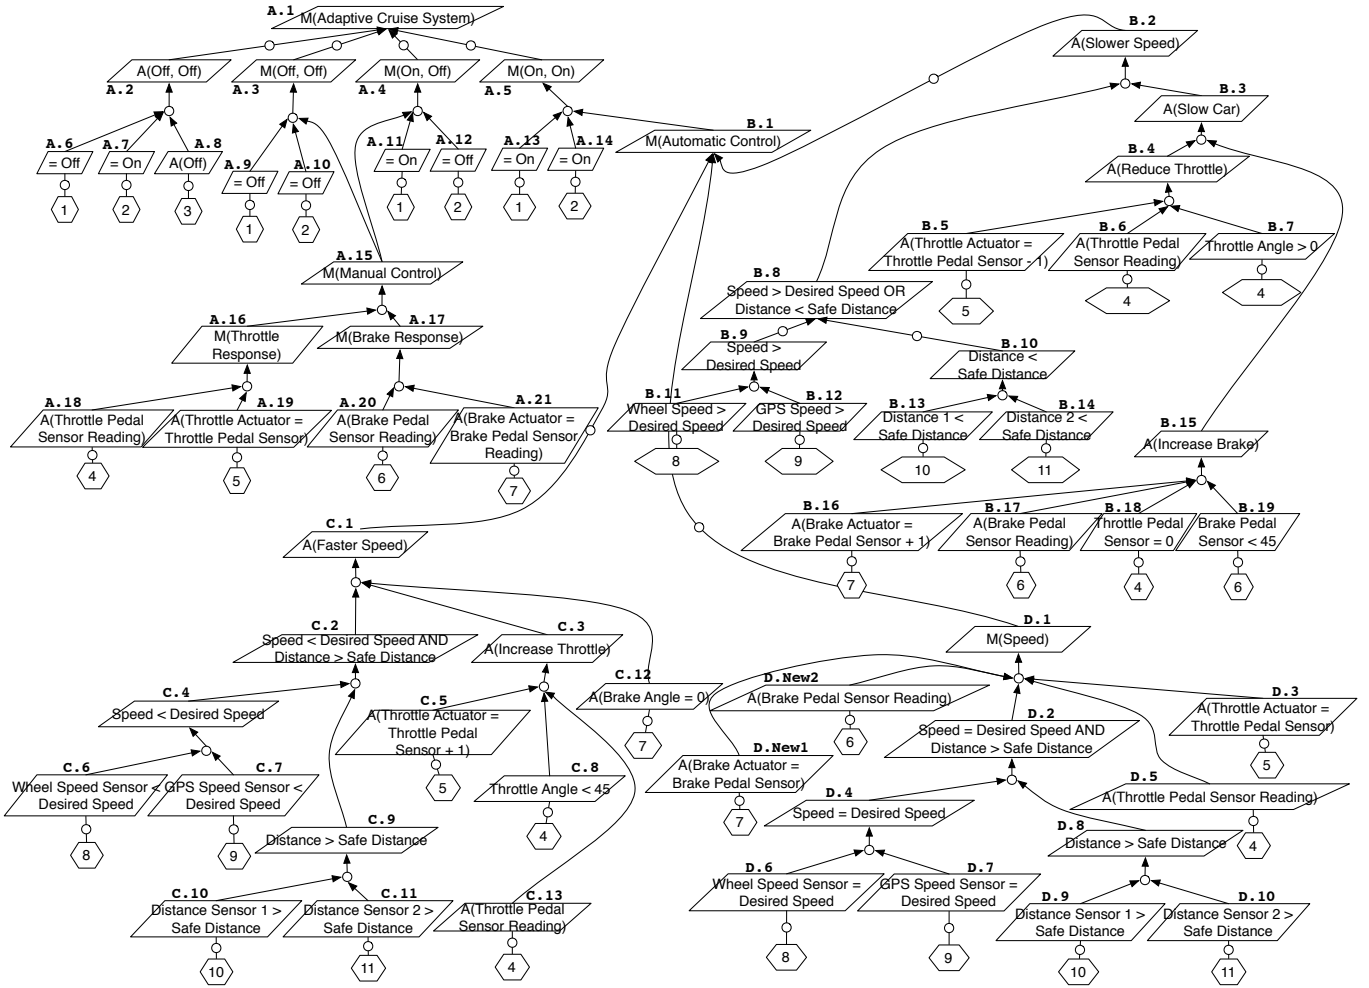 A.1
M(Adaptive Cruise System)
A(Off, Off)
A.2
M(Off, Off)
A.3
M(On, Off)
A.4
M(On, On)
A.5
A.6
= Off
1
A.7
= On
2
A.8
A(Off)
3
A.9
= Off
1
A.10
= Off
2
A.11
= On
1
A.12
= Off
2
A.13
= On
1
A.14
= On
2
A.15
M(Manual Control)
A.16
M(Throttle
Response)
A.17
M(Brake Response)
A.18
A(Throttle Pedal
Sensor Reading)
4
A.19
A(Throttle Actuator =
Throttle Pedal Sensor)
5
A.20
A(Brake Pedal
Sensor Reading)
6
A.21
A(Brake Actuator =
Brake Pedal Sensor
Reading)
7
B.1
M(Automatic Control)
B.2
A(Slower Speed)
B.3
A(Slow Car)
B.4
A(Reduce Throttle)
B.5
A(Throttle Actuator =
Throttle Pedal Sensor - 1)
5
B.6
A(Throttle Pedal
Sensor Reading)
4
B.7
Throttle Angle > 0
4
B.8
Speed > Desired Speed OR
Distance < Safe Distance
B.9
Speed >
Desired Speed
B.10
Distance <
Safe Distance
B.11
Wheel Speed >
Desired Speed
8
B.12
GPS Speed >
Desired Speed
9
B.13
Distance 1 <
Safe Distance
10
B.14
Distance 2 <
Safe Distance
11
B.15
A(Increase Brake)
B.16
A(Brake Actuator =
Brake Pedal Sensor + 1)
7
B.17
A(Brake Pedal
Sensor Reading)
6
B.18
Throttle Pedal
Sensor = 0
4
B.19
Brake Pedal
Sensor < 45
6
C.1
A(Faster Speed)
C.2
Speed < Desired Speed AND
Distance > Safe Distance
C.3
A(Increase Throttle)
C.4
Speed < Desired Speed
C.5
A(Throttle Actuator =
Throttle Pedal
Sensor + 1)
5
C.6
Wheel Speed Sensor <
Desired Speed
8
C.7
GPS Speed Sensor <
Desired Speed
9
C.8
Throttle Angle < 45
4
C.9
Distance > Safe Distance
C.10
Distance Sensor 1 >
Safe Distance
10
C.11
Distance Sensor 2 >
Safe Distance
11
C.12
A(Brake Angle = 0)
7
C.13
A(Throttle Pedal
Sensor Reading)
4
D.1
M(Speed)
D.New2
A(Brake Pedal Sensor Reading)
6
D.New1
A(Brake Actuator =
Brake Pedal Sensor)
7
D.2
Speed = Desired Speed AND
Distance > Safe Distance
D.3
A(Throttle Actuator =
Throttle Pedal Sensor)
5
D.4
Speed = Desired Speed
D.5
A(Throttle Pedal Sensor Reading)
4
D.6
Wheel Speed Sensor =
Desired Speed
8
D.7
GPS Speed Sensor =
Desired Speed
9
D.8
Distance > Safe Distance
D.9
Distance Sensor 1 >
Safe Distance
10
D.10
Distance Sensor 2 >
Safe Distance
11